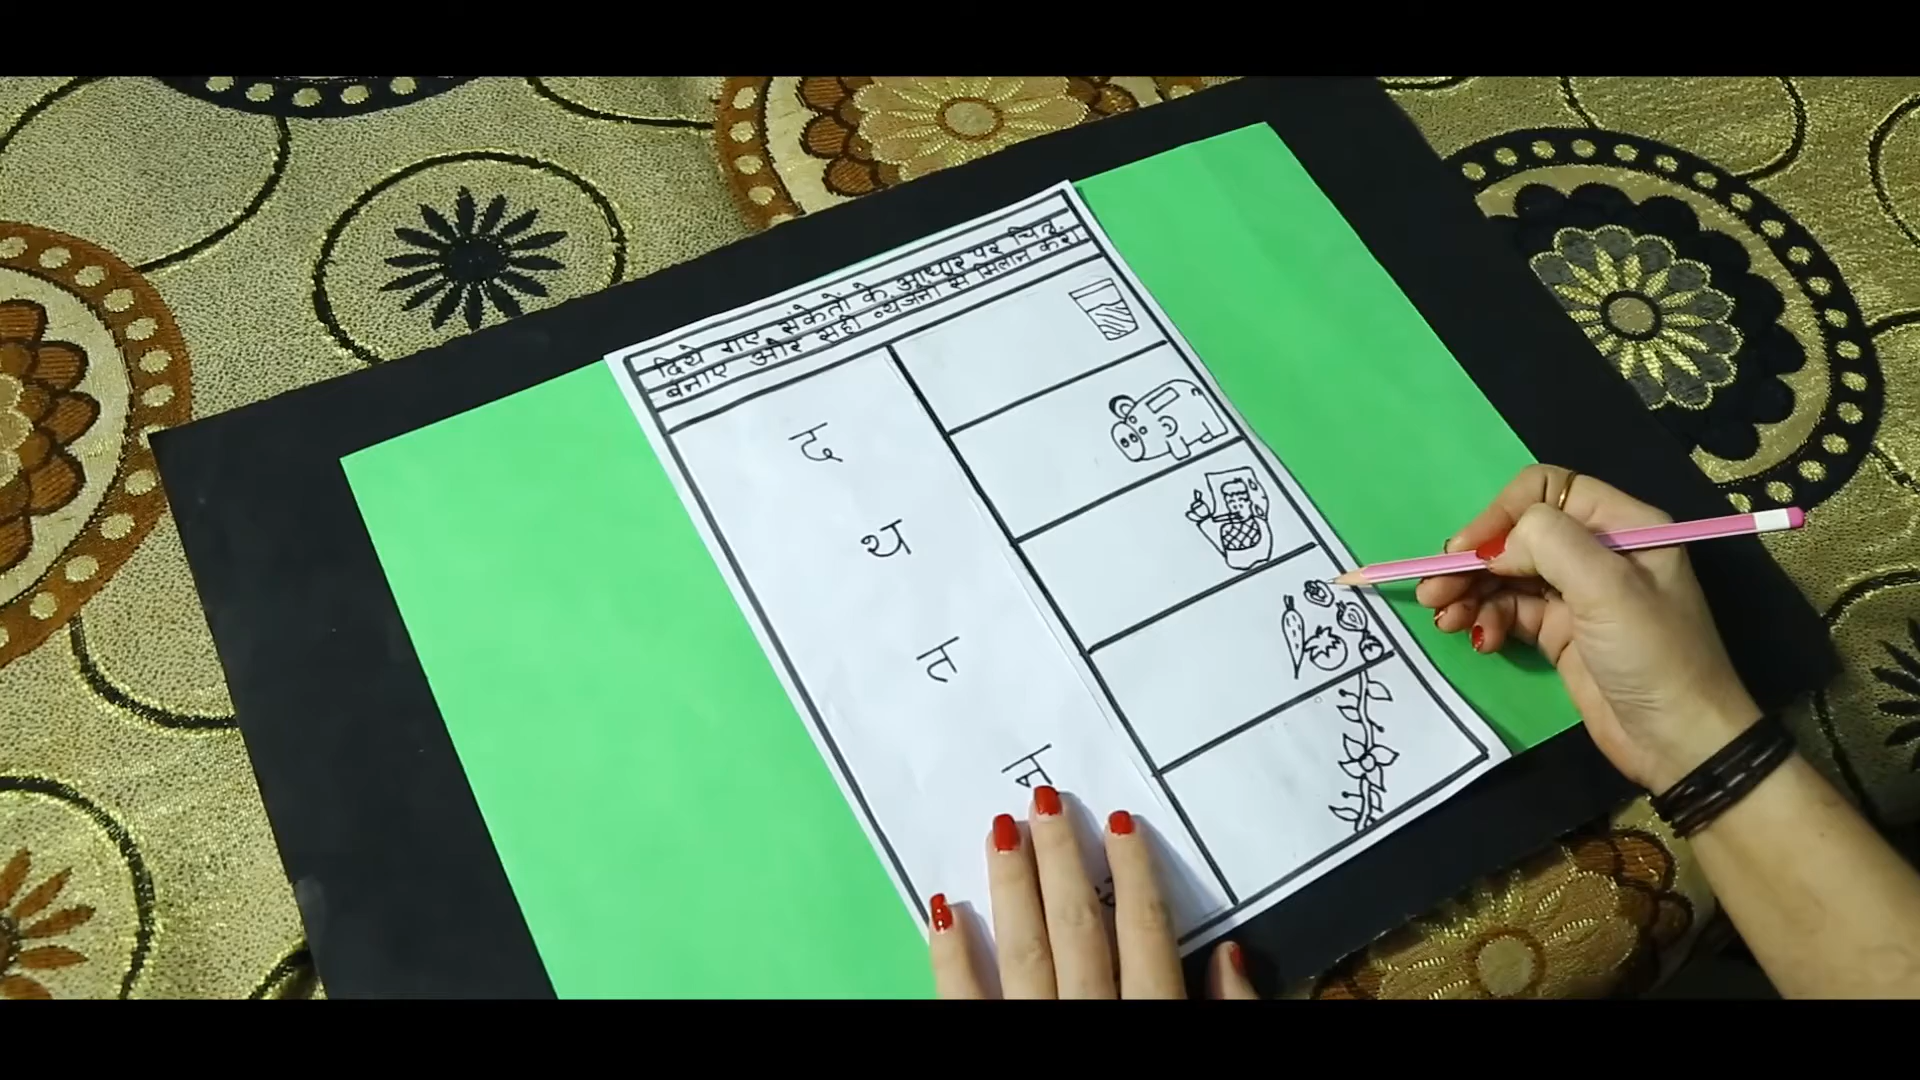 दिये गए संकेतों के आधार पर चित्र
बनाए और सही व्यंजनों से मिलान करो।
द
थ
त
न